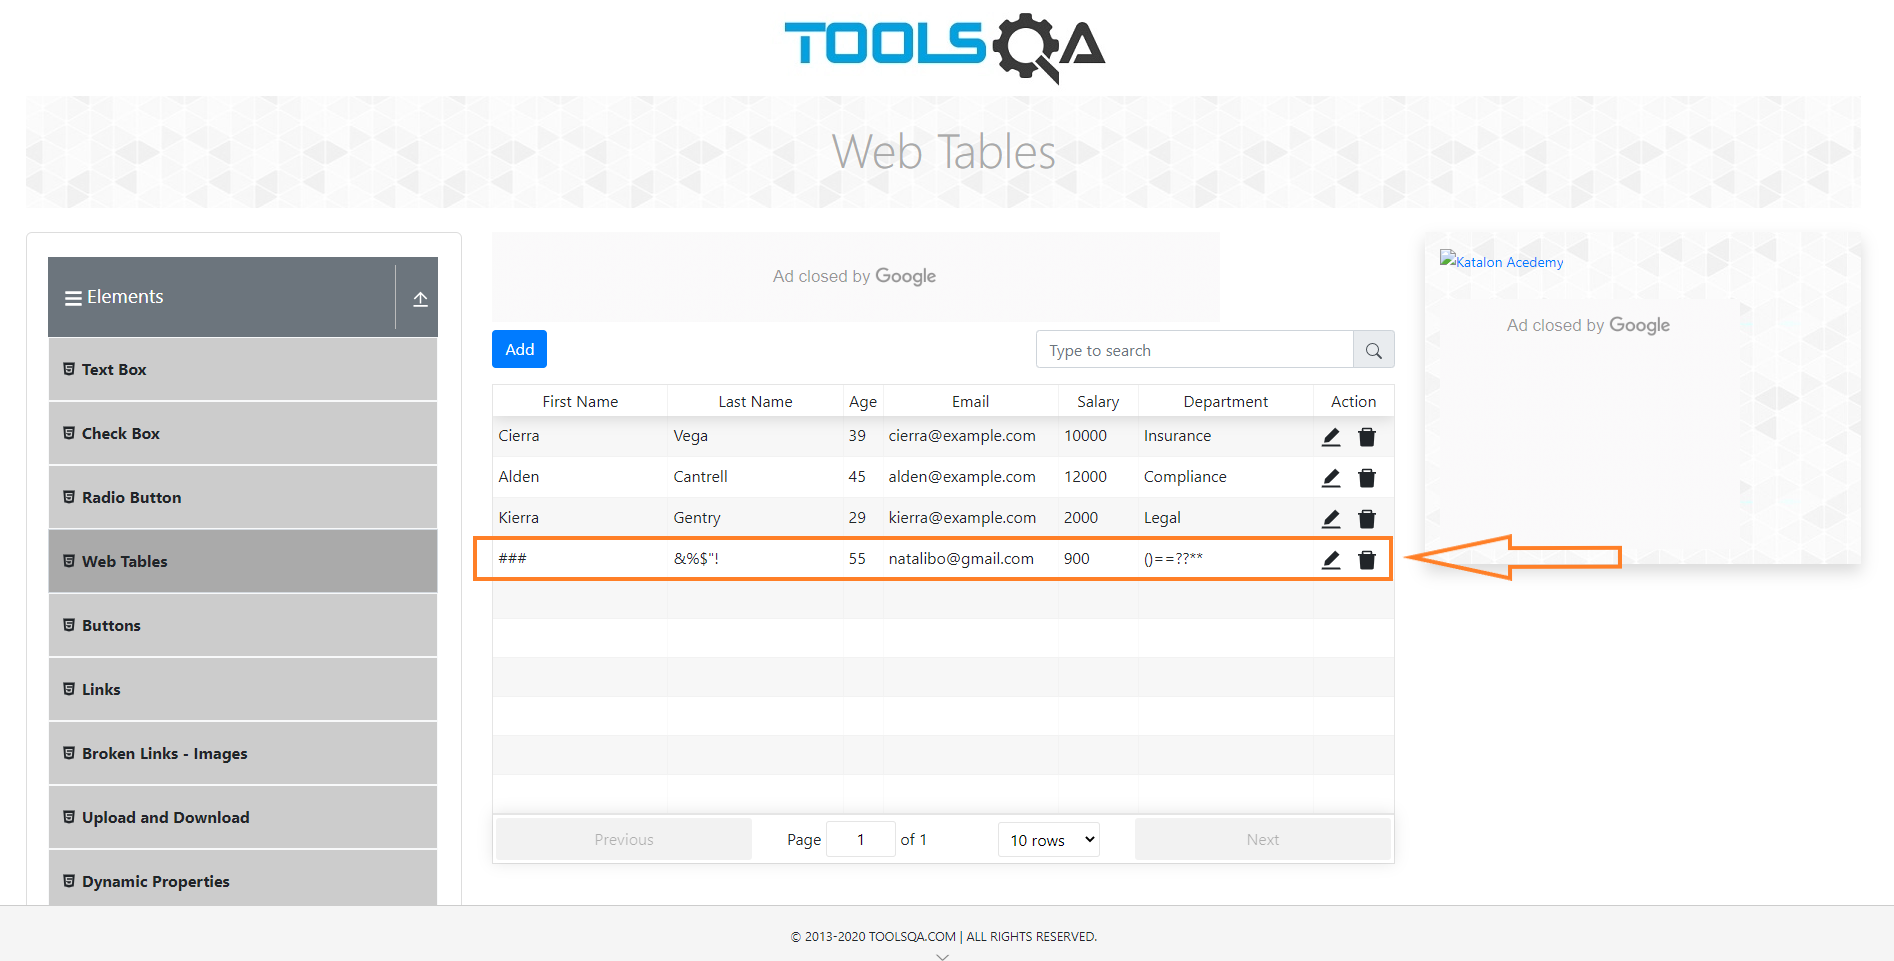 TOOLSQA
Web Tables
Elements
Text Box
Check Box
Radio Button
Web Tables
Buttons
Links
Broken Links - Images
Upload and Download
Dynamic Properties
Ad closed by Google
Add
Type to search
First Name Last Name Age Email Salary Department Action
Cierra Vega 39 cierra@example.com 10000 Insurance
Alden Cantrell 45 alden@example.com 12000 Compliance
Kierra Gentry 29 kierra@example.com 2000 Legal
### &%$"! 55 natalibo@gmail.com 900 ()==??**
Previous Page 1 of 1 10 rows Next
Katalon Acedemy
Ad closed by Google
© 2013-2020 TOOLSQA.COM | ALL RIGHTS RESERVED.